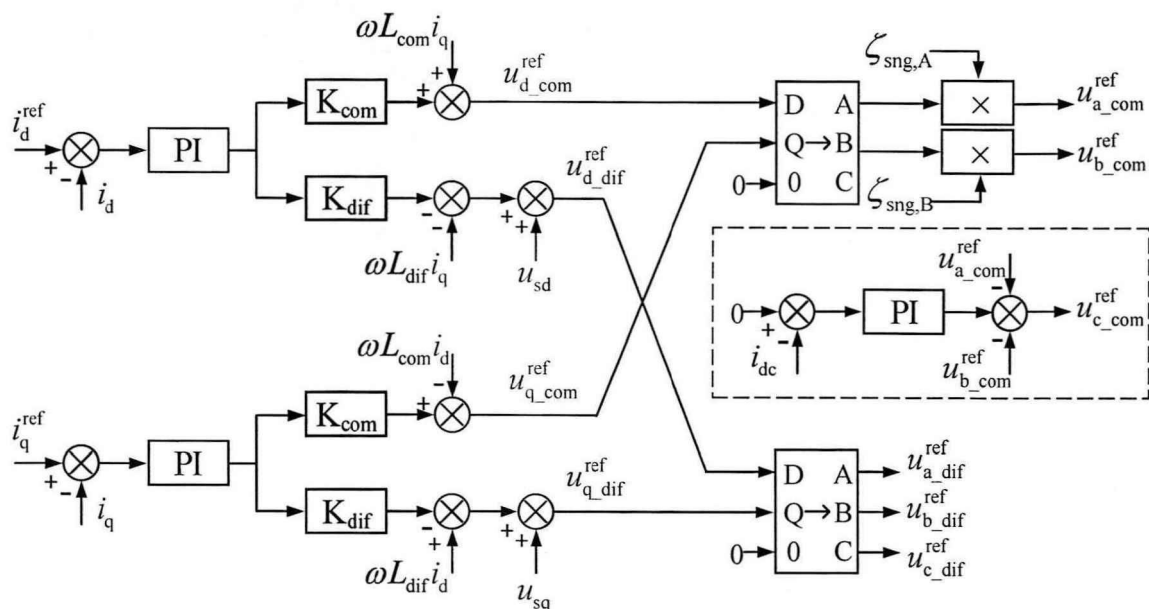 ωL_com i_q
ζ_sng,A
u_d_com^ref
+
K_com
+
D A
×
u_a_com^ref
i_d^ref
PI
+
-
i_d
u_d_dif^ref
Q → B
×
u_b_com^ref
K_dif
-
-
+
+
0
0 C
ζ_sng,B
ωL_dif i_q
u_sd
u_a_com^ref
-
0
+
-
i_dc
PI
-
u_c_com^ref
u_b_com^ref
ωL_com i_d
-
u_q_com^ref
K_com
+
i_q^ref
PI
+
-
i_q
u_q_dif^ref
D A
u_a_dif^ref
K_dif
-
+
+
+
Q → B
u_b_dif^ref
0
0 C
u_c_dif^ref
ωL_dif i_d
u_sq